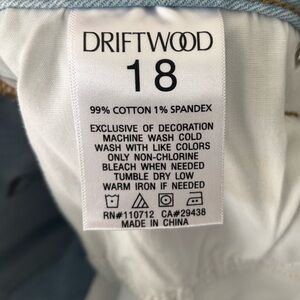 DRIFTWOOD
18
99% COTTON 1% SPANDEX
EXCLUSIVE OF DECORATION
MACHINE WASH COLD
WASH WITH LIKE COLORS
ONLY NON-CHLORINE
BLEACH WHEN NEEDED
TUMBLE DRY LOW
WARM IRON IF NEEDED
RN#110712 CA#29438
MADE IN CHINA